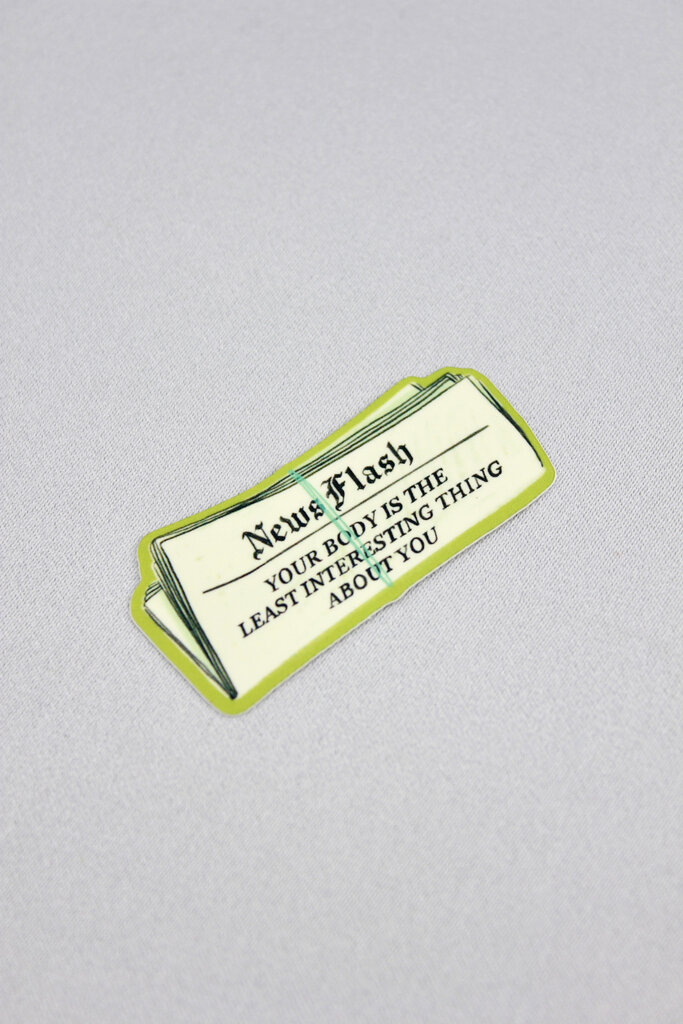 News Flash
YOUR BODY IS THE
LEAST INTERESTING THING
ABOUT YOU